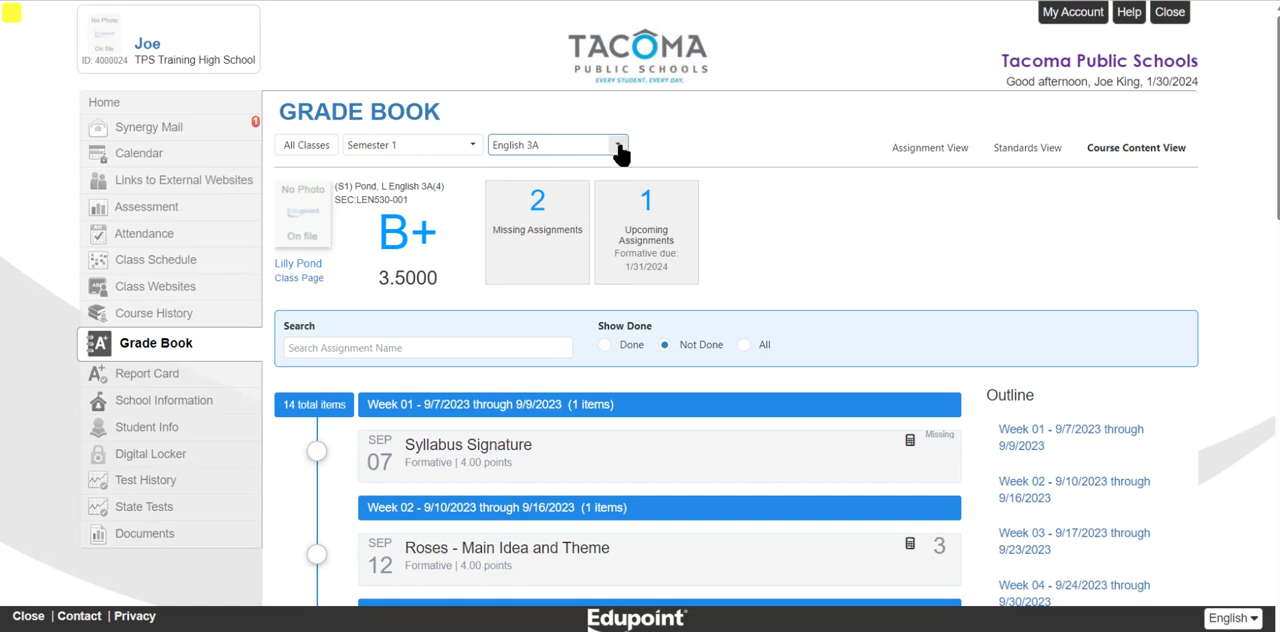 My Account Help Close
No Photo
On file
Joe
ID: 4000024 TPS Training High School
TACOMA
PUBLIC SCHOOLS
EVERY STUDENT. EVERY DAY.
Tacoma Public Schools
Good afternoon, Joe King, 1/30/2024
Home
Synergy Mail 1
Calendar
Links to External Websites
Assessment
Attendance
Class Schedule
Class Websites
Course History
Grade Book
Report Card
School Information
Student Info
Digital Locker
Test History
State Tests
Documents
GRADE BOOK
All Classes Semester 1 English 3A
Assignment View Standards View Course Content View
No Photo
Edupoint
On file
Lilly Pond
Class Page
(S1) Pond, L English 3A(4)
SEC:LEN530-001
B+
3.5000
2
Missing Assignments
1
Upcoming
Assignments
Formative due:
1/31/2024
Search
Search Assignment Name
Show Done
Done Not Done All
14 total items
Week 01 - 9/7/2023 through 9/9/2023 (1 items)
SEP
07
Syllabus Signature
Formative | 4.00 points
Missing
Week 02 - 9/10/2023 through 9/16/2023 (1 items)
SEP
12
Roses - Main Idea and Theme
Formative | 4.00 points
3
Outline
Week 01 - 9/7/2023 through
9/9/2023
Week 02 - 9/10/2023 through
9/16/2023
Week 03 - 9/17/2023 through
9/23/2023
Week 04 - 9/24/2023 through
9/30/2023
Close | Contact | Privacy
Edupoint
English